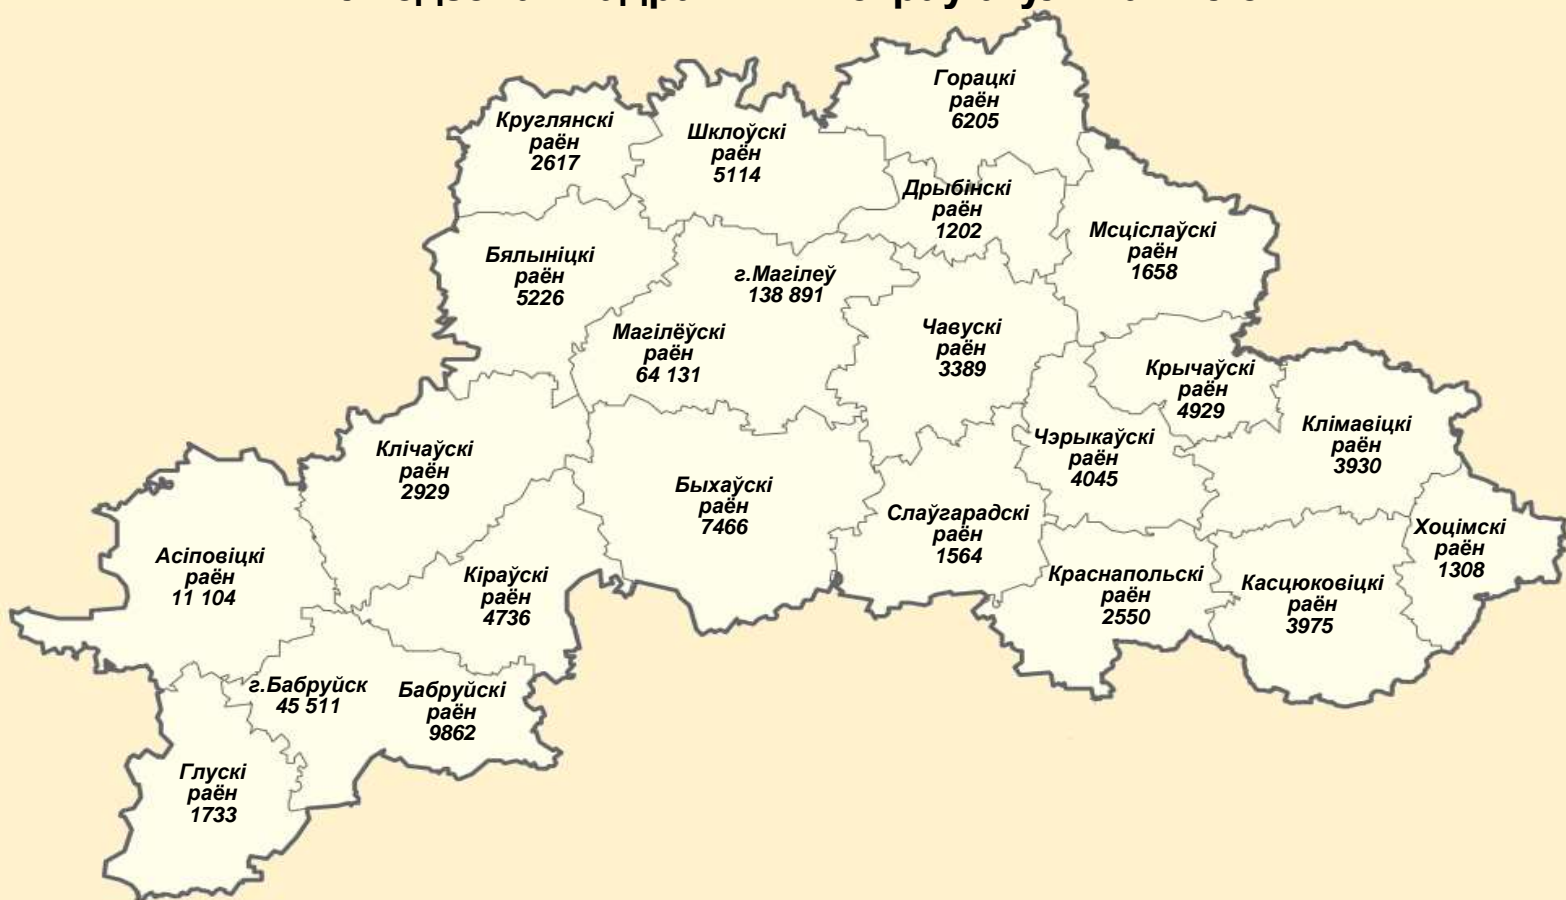 Горацкі
раён
6205
Круглянскі
раён
2617
Шклоўскі
раён
5114
Дрыбінскі
раён
1202
Мсціслаўскі
раён
1658
Бялыніцкі
раён
5226
г.Магілеў
138 891
Магілёўскі
раён
64 131
Чавускі
раён
3389
Крычаўскі
раён
4929
Клімавіцкі
раён
3930
Чэрыкаўскі
раён
4045
Клічаўскі
раён
2929
Быхаўскі
раён
7466
Слаўгарадскі
раён
1564
Хоцімскі
раён
1308
Асіповіцкі
раён
11 104
Кіраўскі
раён
4736
Краснапольскі
раён
2550
Касцюковіцкі
раён
3975
г.Бабруйск
45 511
Бабруйскі
раён
9862
Глускі
раён
1733